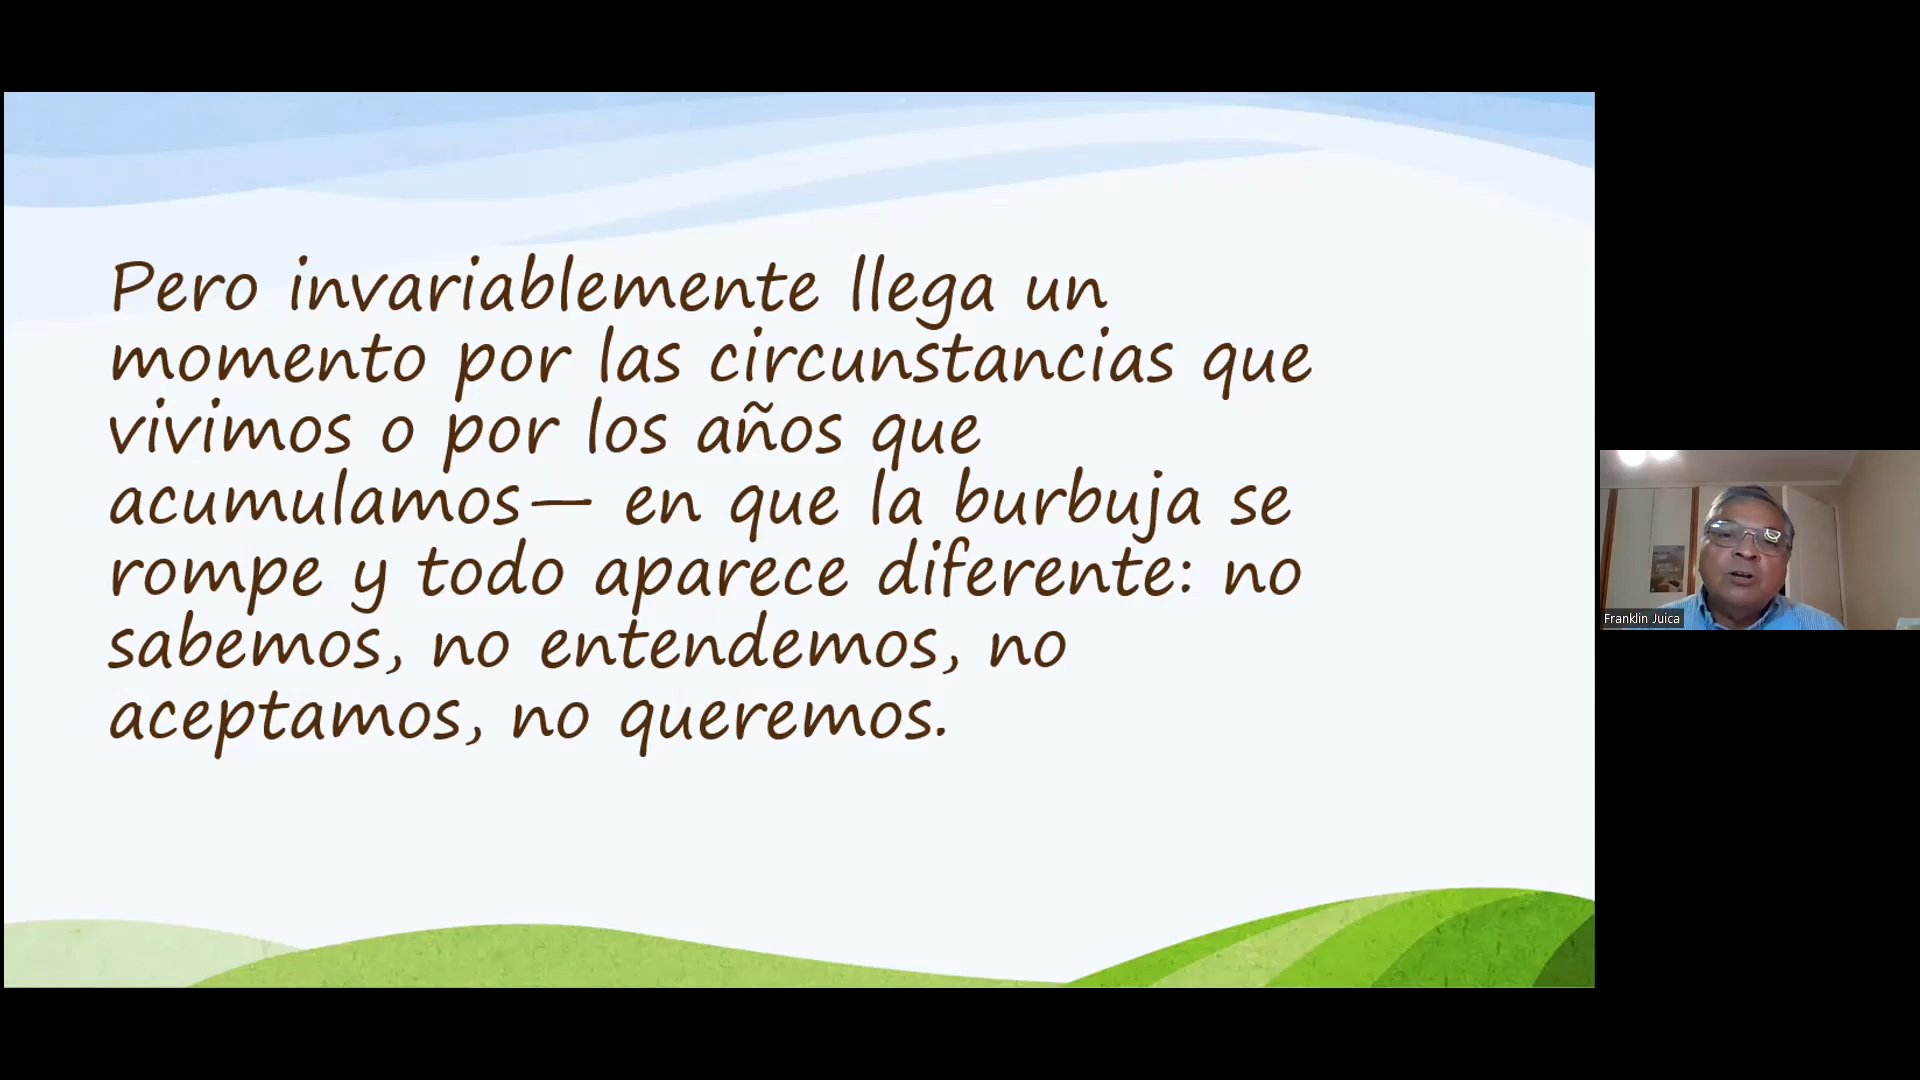 Pero invariablemente llega un
momento por las circunstancias que
vivimos o por los años que
acumulamos— en que la burbuja se
rompe y todo aparece diferente: no
sabemos, no entendemos, no
aceptamos, no queremos.
Franklin Juica